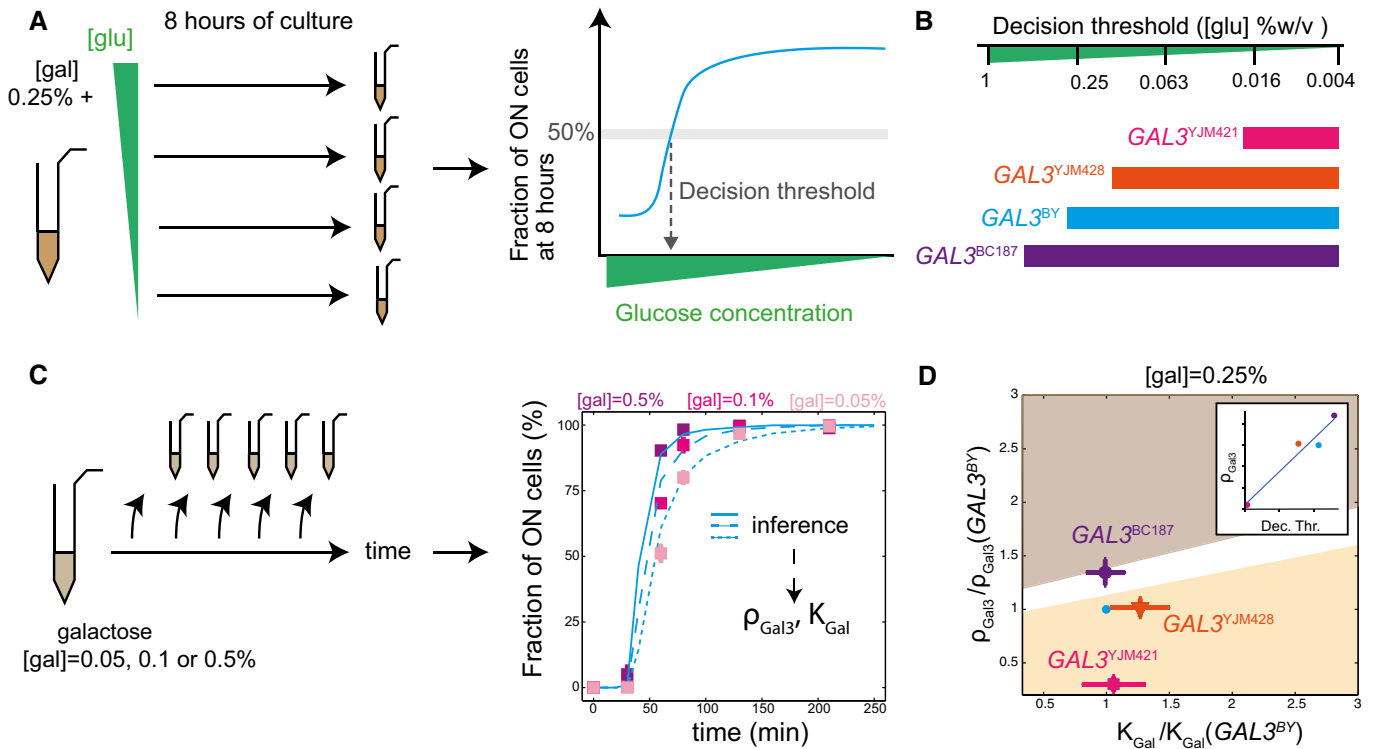 A
8 hours of culture
[glu]
[gal]
0.25% +
Fraction of ON cells
at 8 hours
50%
Decision threshold
Glucose concentration
B
Decision threshold ([glu] %w/v )
1
0.25
0.063
0.016
0.004
GAL3YJM421
GAL3YJM428
GAL3BY
GAL3BC187
C
galactose
[gal]=0.05, 0.1 or 0.5%
time
[gal]=0.5%
[gal]=0.1%
[gal]=0.05%
Fraction of ON cells (%)
100
75
50
25
0
inference
ρGal3, KGal
0
50
100
150
200
250
time (min)
D
[gal]=0.25%
ρGal3/ρGal3(GAL3BY)
3
2.5
2
1.5
1
0.5
ρGal3
Dec. Thr.
GAL3BC187
GAL3YJM428
GAL3YJM421
0.5
1
1.5
2
2.5
3
KGal/KGal(GAL3BY)